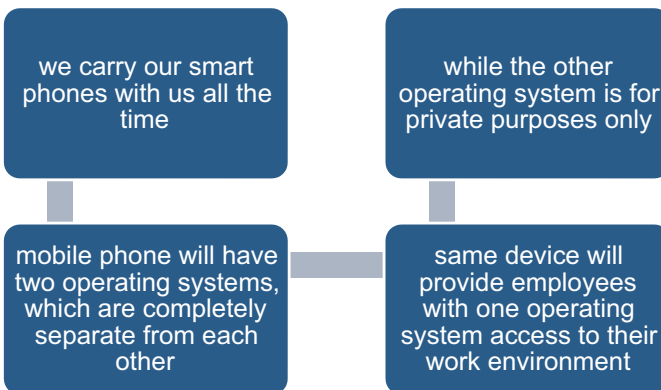 we carry our smart
phones with us all the
time
mobile phone will have
two operating systems,
which are completely
separate from each
other
same device will
provide employees
with one operating
system access to their
work environment
while the other
operating system is for
private purposes only